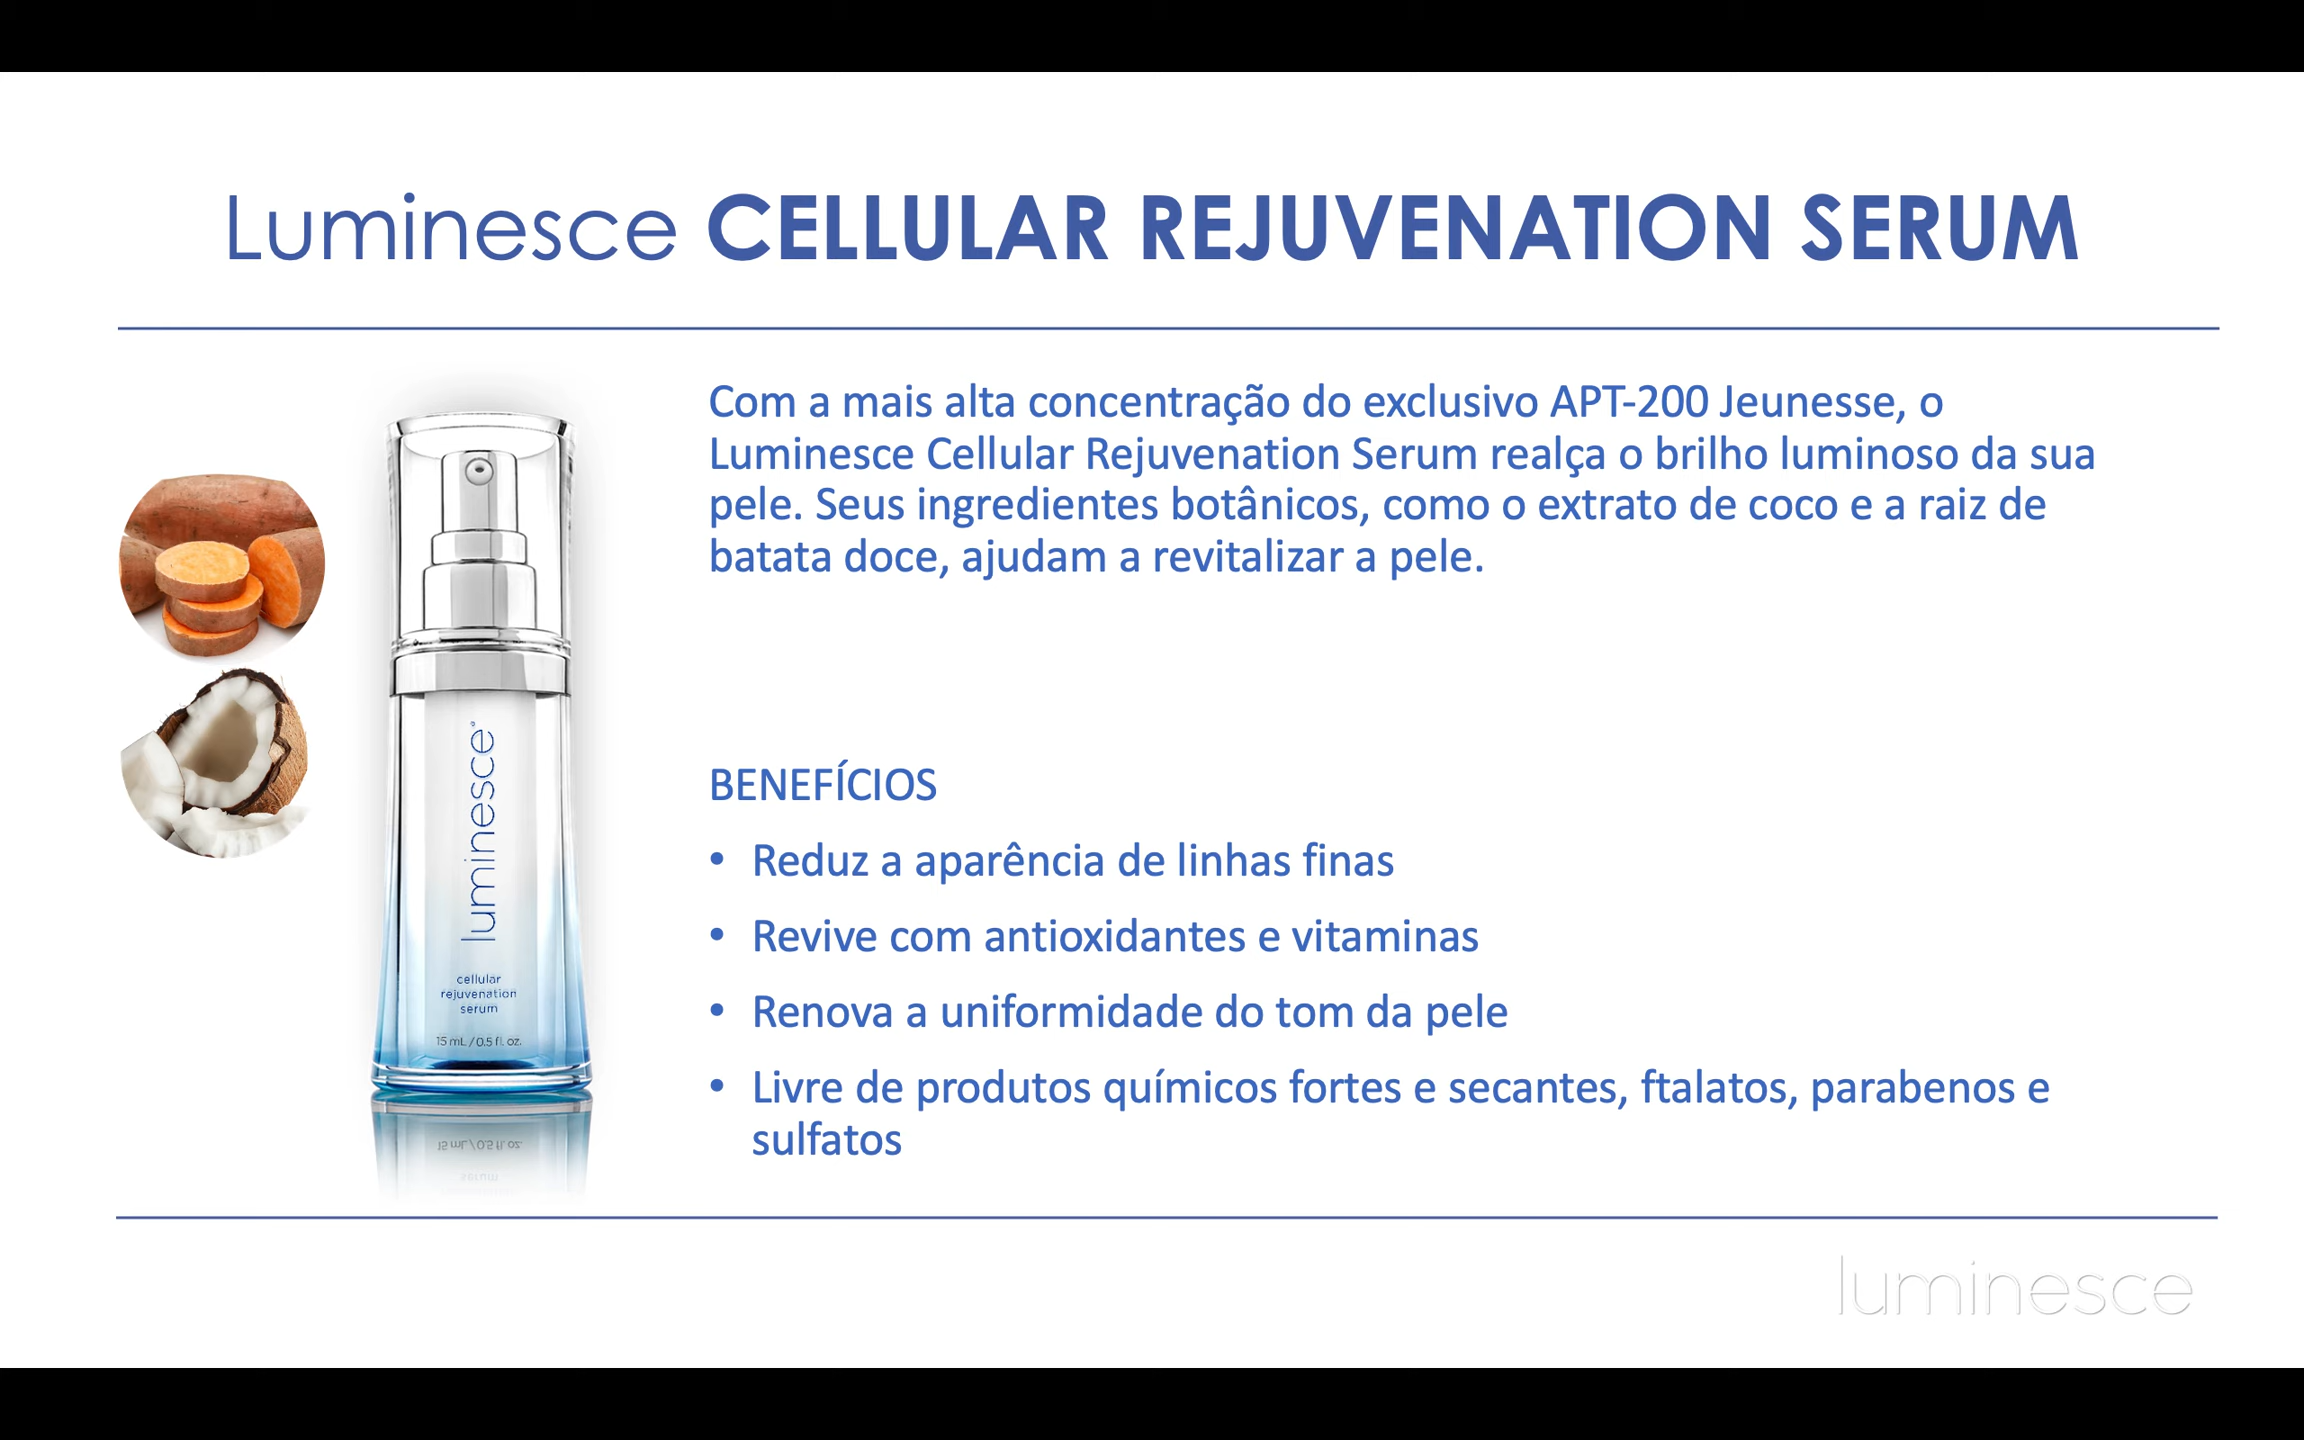 Luminesce CELLULAR REJUVENATION SERUM
Com a mais alta concentração do exclusivo APT-200 Jeunesse, o
Luminesce Cellular Rejuvenation Serum realça o brilho luminoso da sua
pele. Seus ingredientes botânicos, como o extrato de coco e a raiz de
batata doce, ajudam a revitalizar a pele.
luminesce
cellular
rejuvenation
serum
15 mL / 0.5 fl. oz.
BENEFÍCIOS
• Reduz a aparência de linhas finas
• Revive com antioxidantes e vitaminas
• Renova a uniformidade do tom da pele
• Livre de produtos químicos fortes e secantes, ftalatos, parabenos e
sulfatos
luminesce